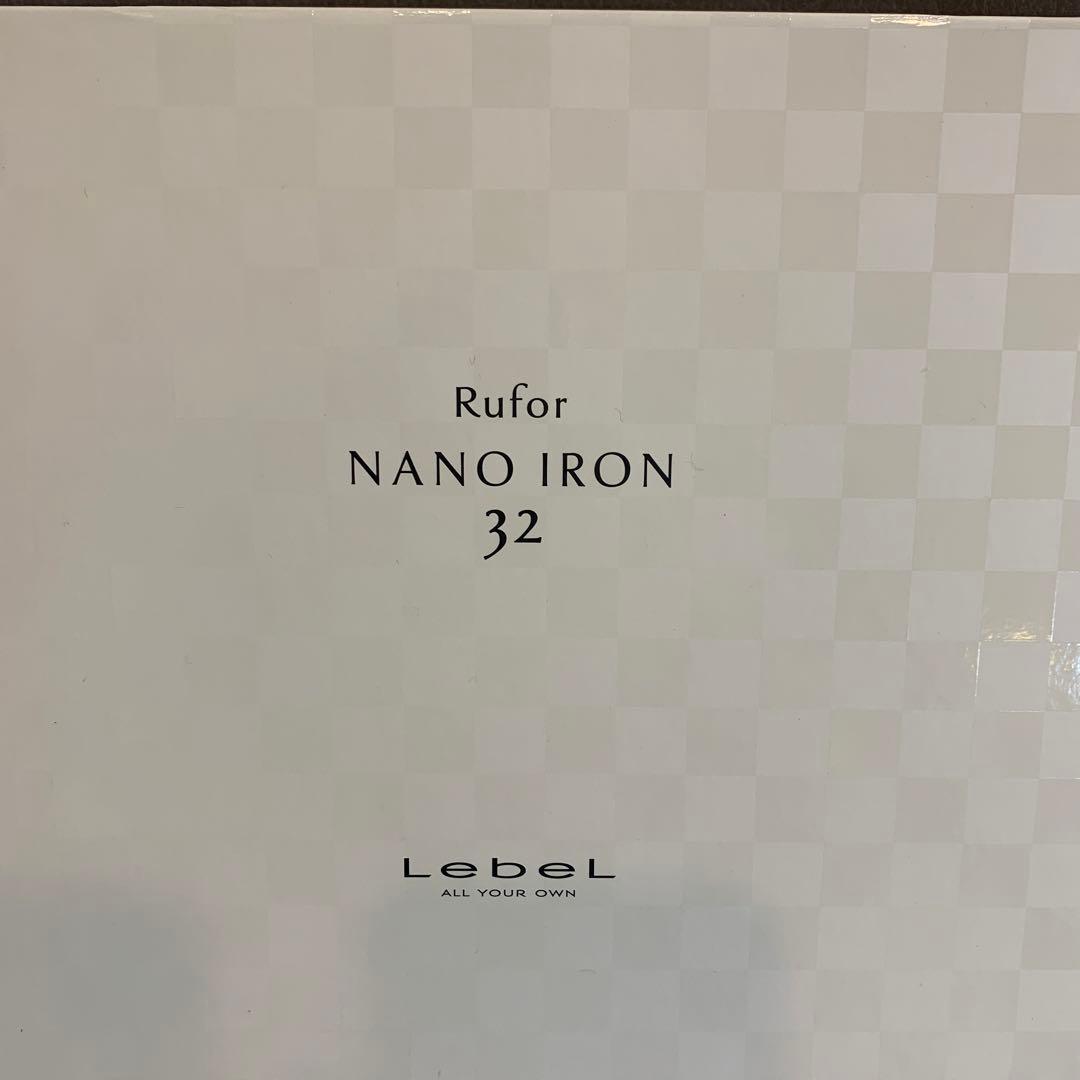 Rufor
NANO IRON
32
LebeL
ALL YOUR OWN